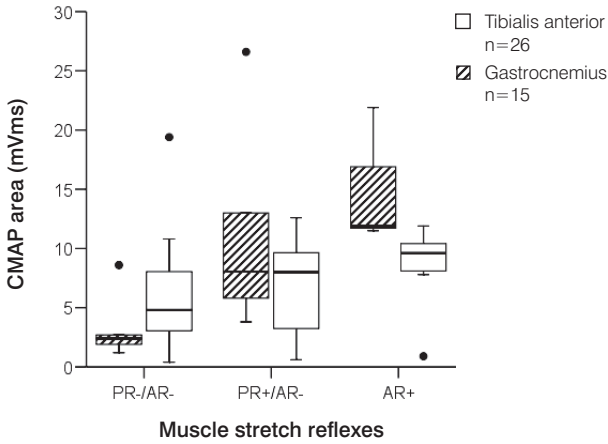 30
25
20
15
10
5
0
CMAP area (mVms)
PR-/AR-
PR+/AR-
AR+
Muscle stretch reflexes
Tibialis anterior
n=26
Gastrocnemius
n=15